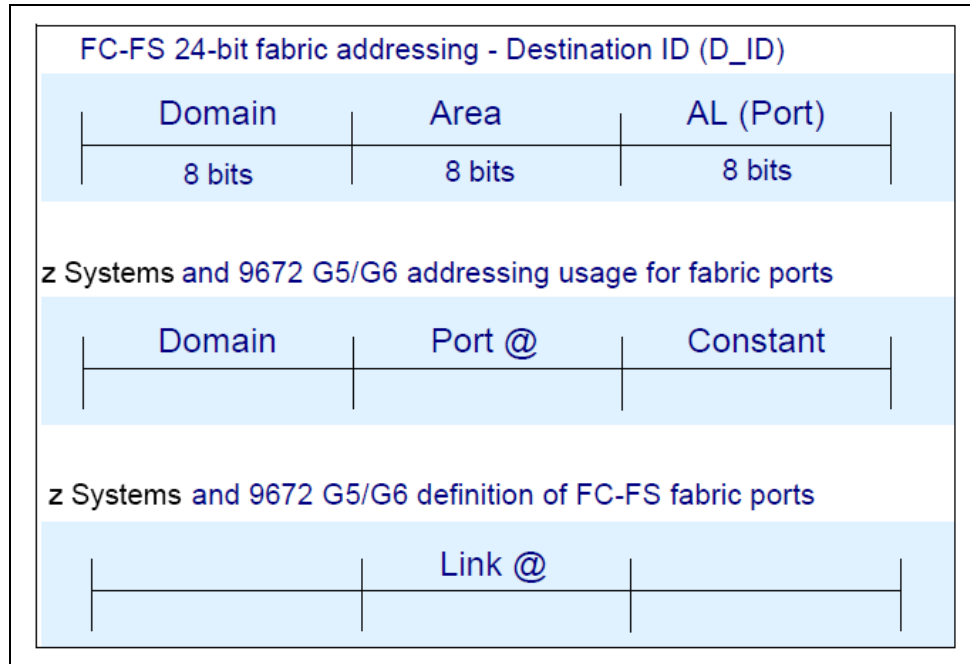 FC-FS 24-bit fabric addressing - Destination ID (D_ID)
Domain Area AL (Port)
8 bits 8 bits 8 bits
z Systems and 9672 G5/G6 addressing usage for fabric ports
Domain Port @ Constant
z Systems and 9672 G5/G6 definition of FC-FS fabric ports
Link @